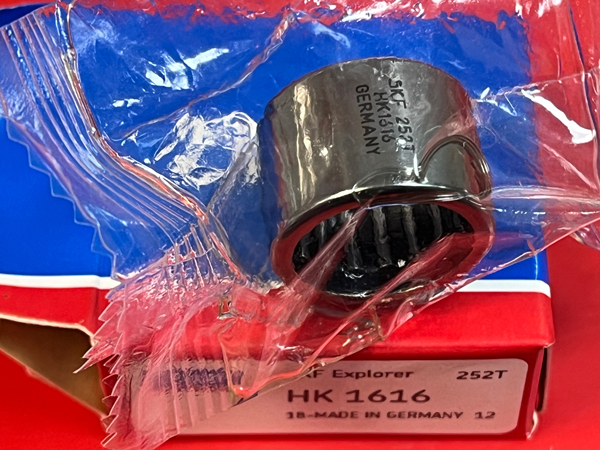 SKF 252T
HK1616
GERMANY
Explorer 252T
HK 1616
18-MADE IN GERMANY 12